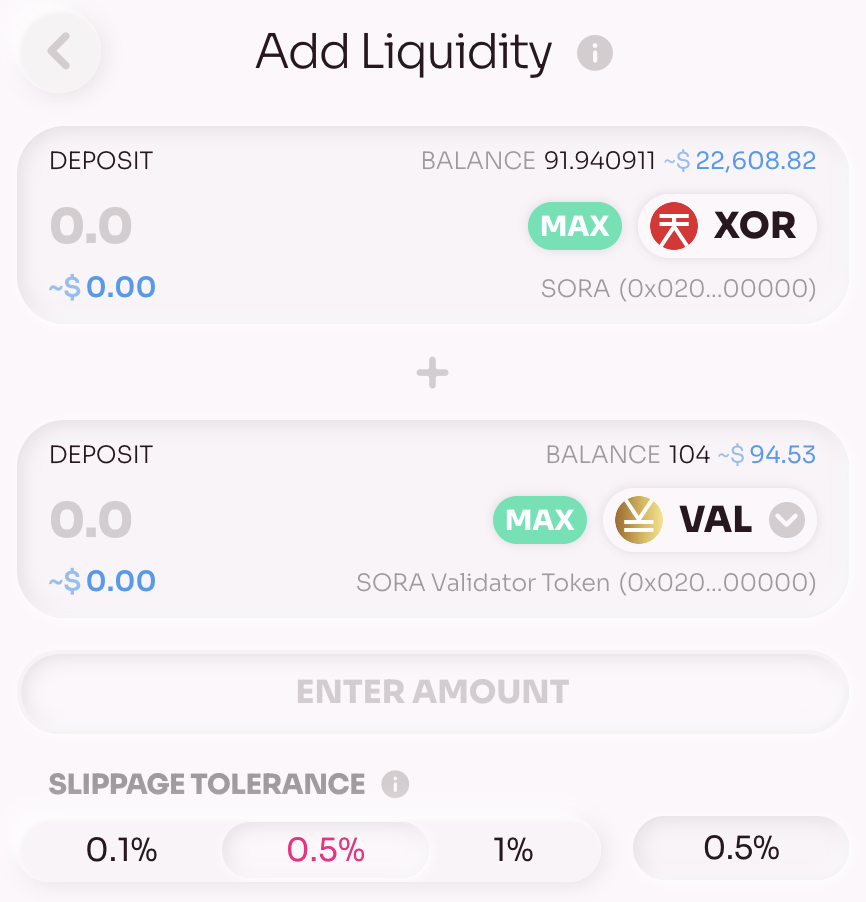 Add Liquidity
DEPOSIT BALANCE 91.940911 ~$ 22,608.82
0.0 MAX XOR
~$ 0.00 SORA (0x020...00000)
+
DEPOSIT BALANCE 104 ~$ 94.53
0.0 MAX VAL
~$ 0.00 SORA Validator Token (0x020...00000)
ENTER AMOUNT
SLIPPAGE TOLERANCE
0.1% 0.5% 1% 0.5%